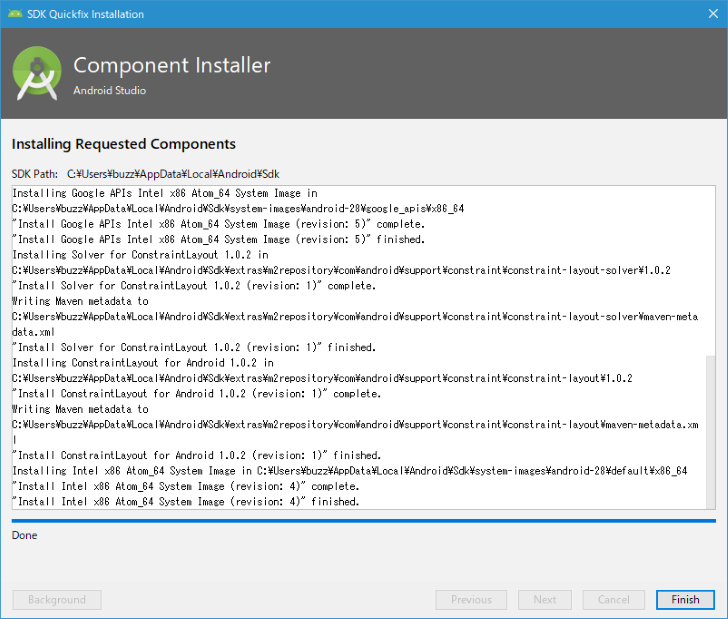 SDK Quickfix Installation
Component Installer
Android Studio
Installing Requested Components
SDK Path: C:¥Users¥buzz¥AppData¥Local¥Android¥Sdk
Installing Google APIs Intel x86 Atom_64 System Image in
C:¥Users¥buzz¥AppData¥Local¥Android¥Sdk¥system-images¥android-28¥google_apis¥x86_64
"Install Google APIs Intel x86 Atom_64 System Image (revision: 5)" complete.
"Install Google APIs Intel x86 Atom_64 System Image (revision: 5)" finished.
Installing Solver for ConstraintLayout 1.0.2 in
C:¥Users¥buzz¥AppData¥Local¥Android¥Sdk¥extras¥m2repository¥com¥android¥support¥constraint¥constraint-layout-solver¥1.0.2
"Install Solver for ConstraintLayout 1.0.2 (revision: 1)" complete.
Writing Maven metadata to
C:¥Users¥buzz¥AppData¥Local¥Android¥Sdk¥extras¥m2repository¥com¥android¥support¥constraint¥constraint-layout-solver¥maven-meta
data.xml
"Install Solver for ConstraintLayout 1.0.2 (revision: 1)" finished.
Installing ConstraintLayout for Android 1.0.2 in
C:¥Users¥buzz¥AppData¥Local¥Android¥Sdk¥extras¥m2repository¥com¥android¥support¥constraint¥constraint-layout¥1.0.2
"Install ConstraintLayout for Android 1.0.2 (revision: 1)" complete.
Writing Maven metadata to
C:¥Users¥buzz¥AppData¥Local¥Android¥Sdk¥extras¥m2repository¥com¥android¥support¥constraint¥constraint-layout¥maven-metadata.xm
l
"Install ConstraintLayout for Android 1.0.2 (revision: 1)" finished.
Installing Intel x86 Atom_64 System Image in C:¥Users¥buzz¥AppData¥Local¥Android¥Sdk¥system-images¥android-28¥default¥x86_64
"Install Intel x86 Atom_64 System Image (revision: 4)" complete.
"Install Intel x86 Atom_64 System Image (revision: 4)" finished.
Done
Background Previous Next Cancel Finish